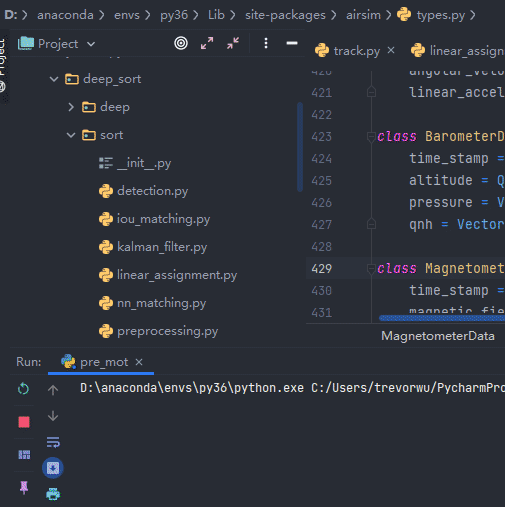 D: > anaconda > envs > py36 > Lib > site-packages > airsim > types.py
Project
Project
track.py
linear_assign
deep_sort
deep
sort
__init__.py
detection.py
iou_matching.py
kalman_filter.py
linear_assignment.py
nn_matching.py
preprocessing.py
420 angular_velo
421 linear_accel
422
423 class BarometerD
424 time_stamp =
425 altitude = Q
426 pressure = V
427 qnh = Vector
428
429 class Magnetomet
430 time_stamp =
431 magnetic_fie
MagnetometerData
Run: pre_mot
D:\anaconda\envs\py36\python.exe C:/Users/trevorwu/PycharmPro